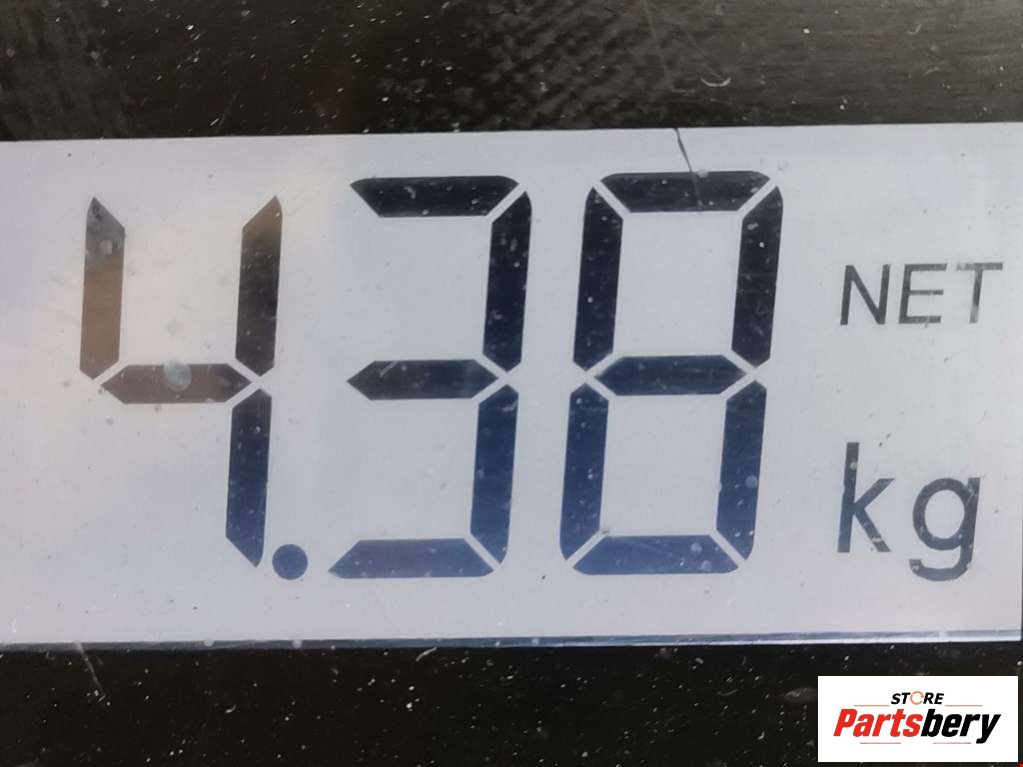 4.38
NET
kg
STORE
Partsbery